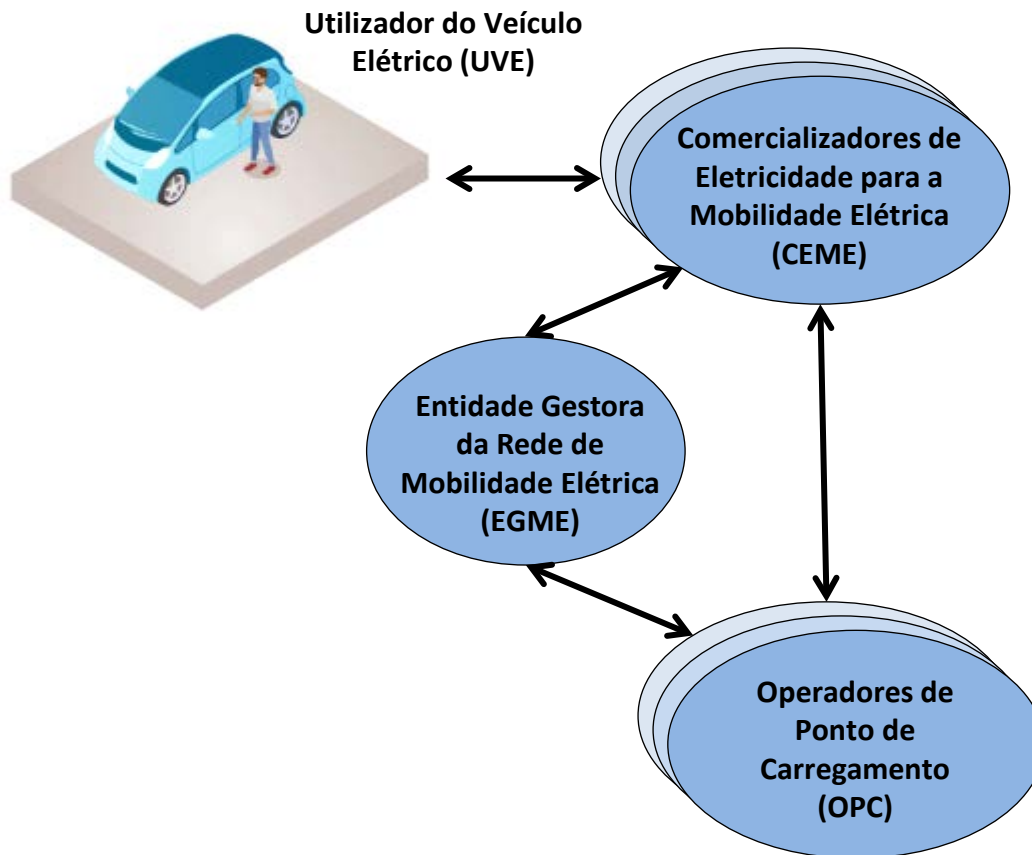 Utilizador do Veículo
Elétrico (UVE)
Comercializadores de
Eletricidade para a
Mobilidade Elétrica
(CEME)
Entidade Gestora
da Rede de
Mobilidade Elétrica
(EGME)
Operadores de
Ponto de
Carregamento
(OPC)